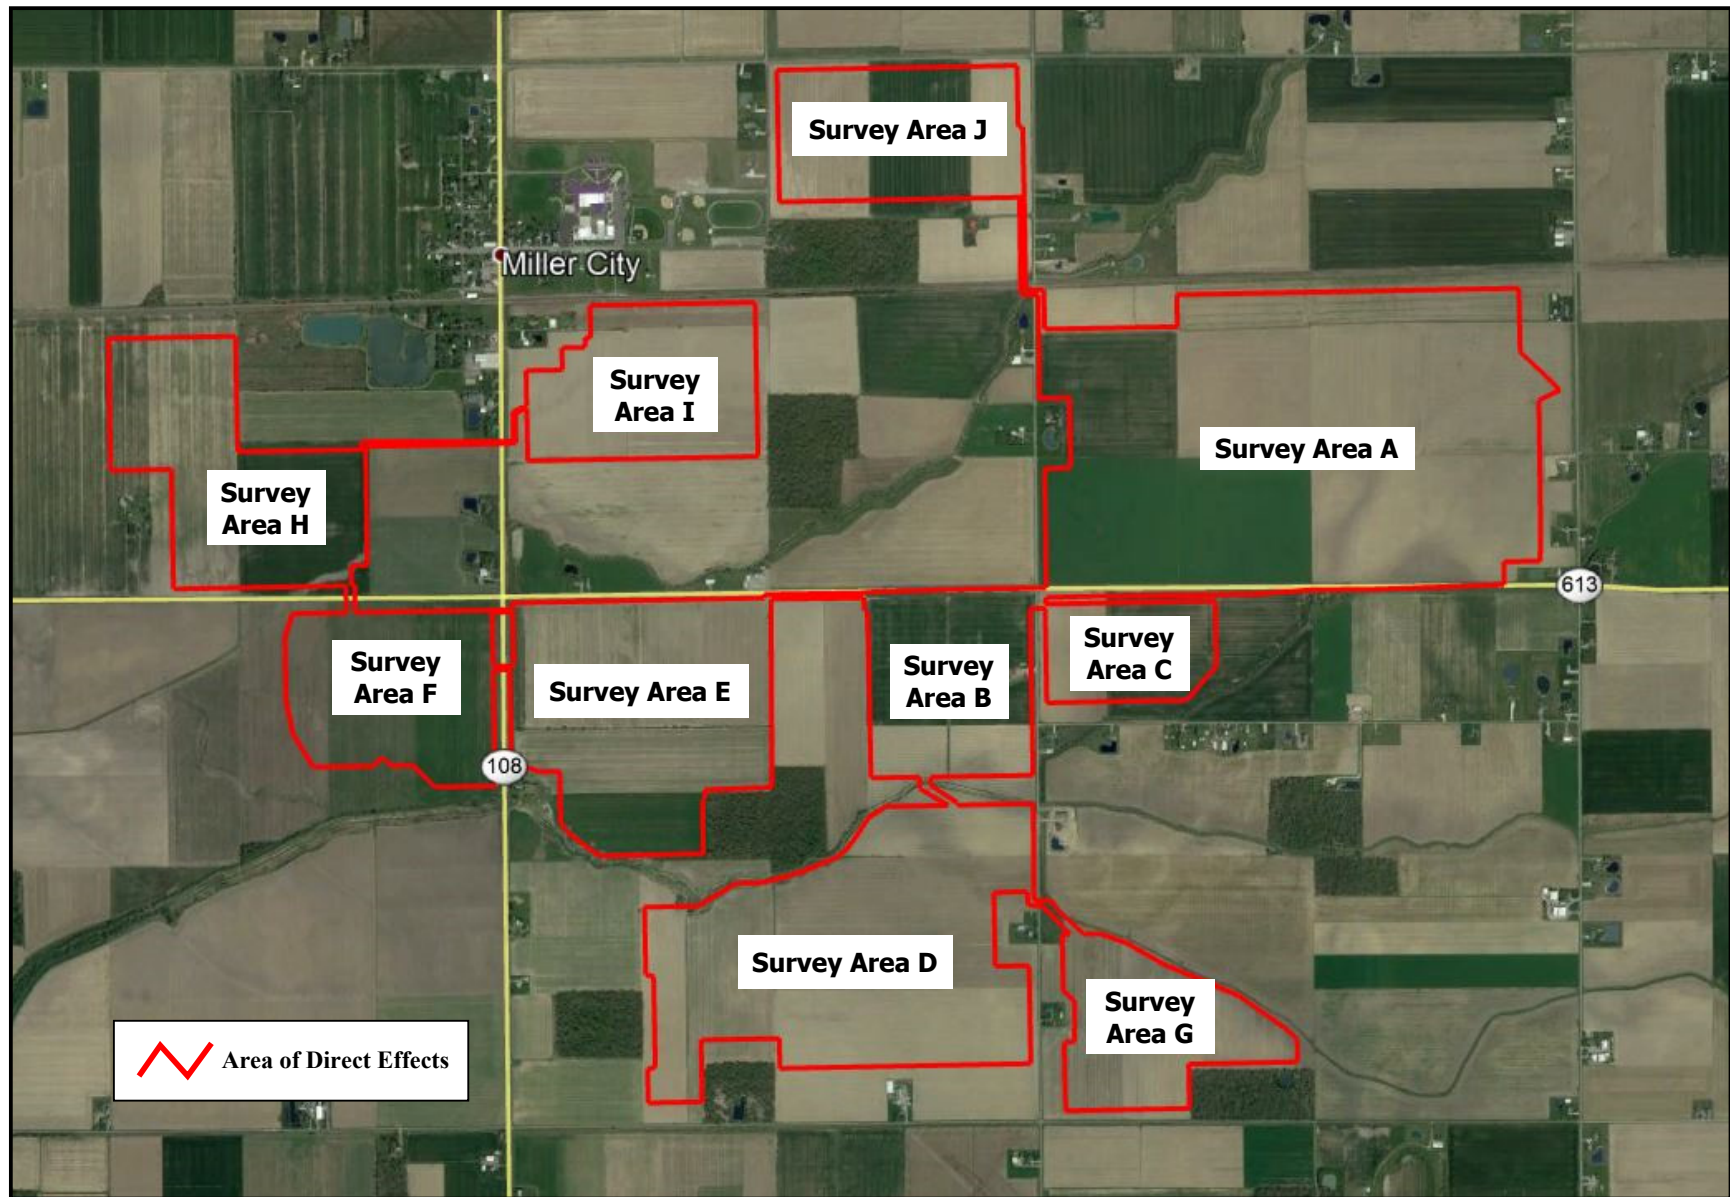 Survey Area J
Miller City
Survey
Area I
Survey Area A
Survey
Area H
613
Survey
Area F
Survey Area E
Survey
Area B
Survey
Area C
108
Survey Area D
Survey
Area G
Area of Direct Effects